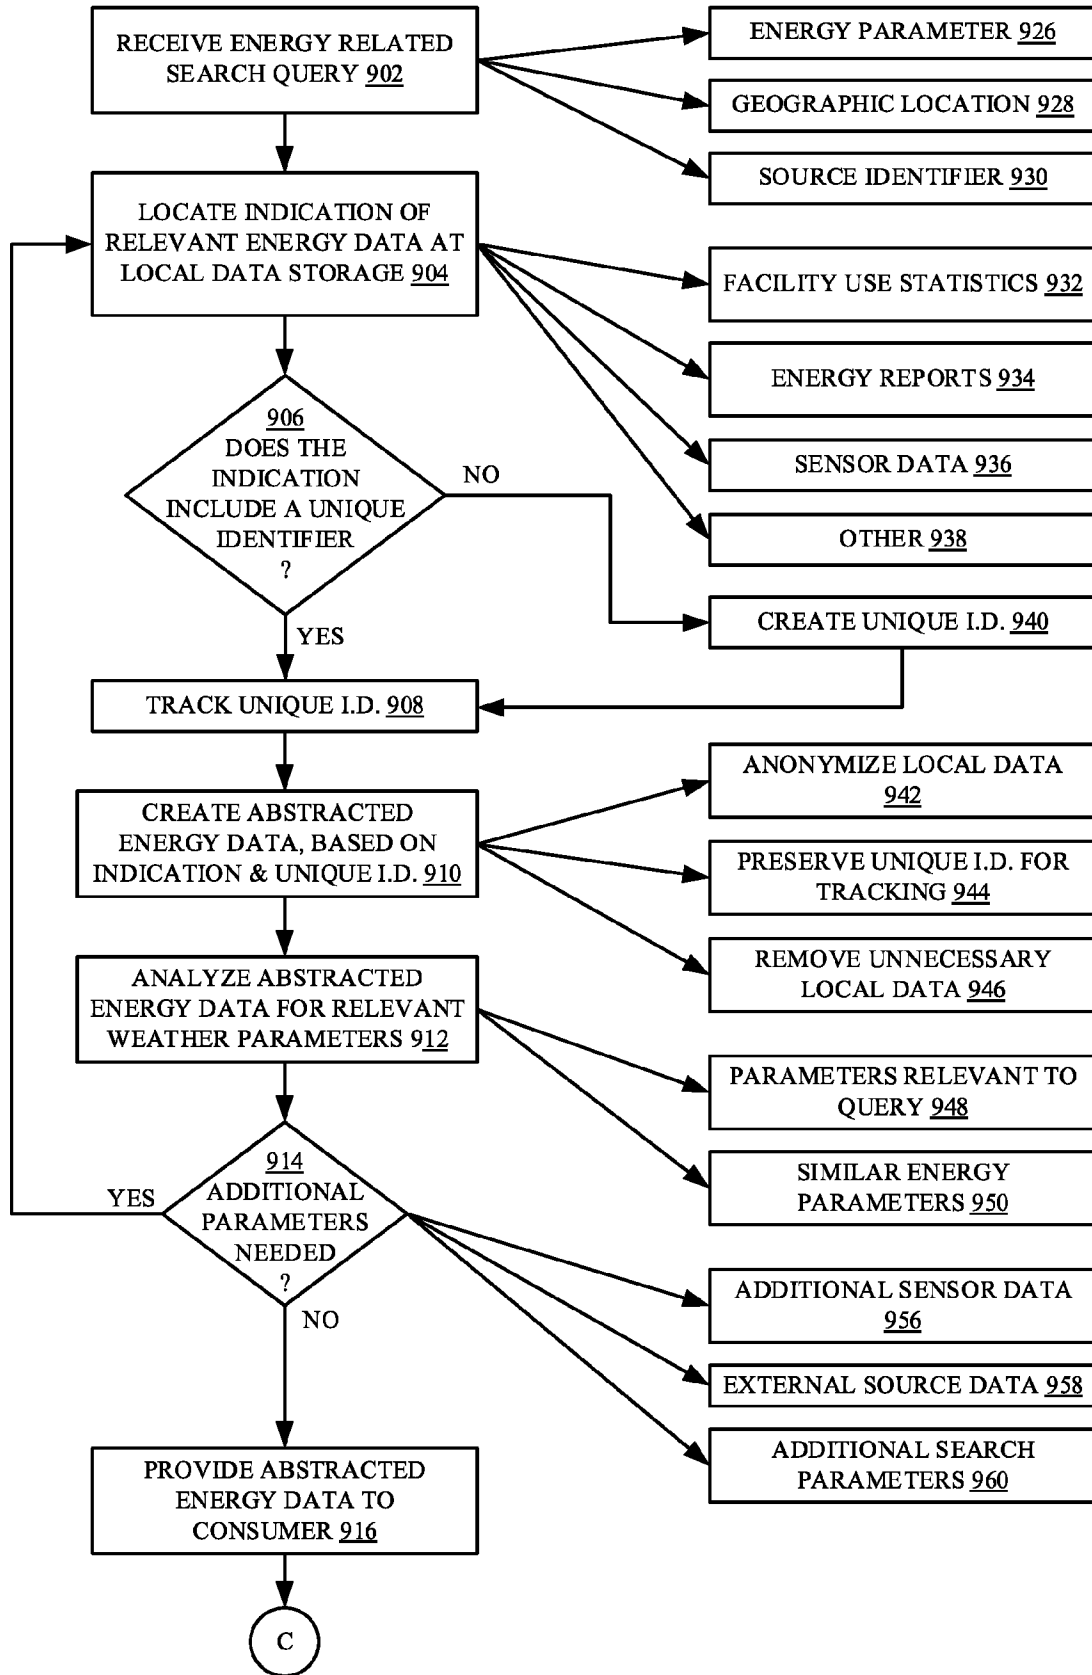 RECEIVE ENERGY RELATED
SEARCH QUERY 902
ENERGY PARAMETER 926
GEOGRAPHIC LOCATION 928
SOURCE IDENTIFIER 930
LOCATE INDICATION OF
RELEVANT ENERGY DATA AT
LOCAL DATA STORAGE 904
FACILITY USE STATISTICS 932
ENERGY REPORTS 934
SENSOR DATA 936
OTHER 938
906
DOES THE
INDICATION
INCLUDE A UNIQUE
IDENTIFIER
?
NO
YES
CREATE UNIQUE I.D. 940
TRACK UNIQUE I.D. 908
CREATE ABSTRACTED
ENERGY DATA, BASED ON
INDICATION & UNIQUE I.D. 910
ANONYMIZE LOCAL DATA
942
PRESERVE UNIQUE I.D. FOR
TRACKING 944
REMOVE UNNECESSARY
LOCAL DATA 946
ANALYZE ABSTRACTED
ENERGY DATA FOR RELEVANT
WEATHER PARAMETERS 912
PARAMETERS RELEVANT TO
QUERY 948
SIMILAR ENERGY
PARAMETERS 950
914
ADDITIONAL
PARAMETERS
NEEDED
?
YES
NO
ADDITIONAL SENSOR DATA
956
EXTERNAL SOURCE DATA 958
ADDITIONAL SEARCH
PARAMETERS 960
PROVIDE ABSTRACTED
ENERGY DATA TO
CONSUMER 916
C